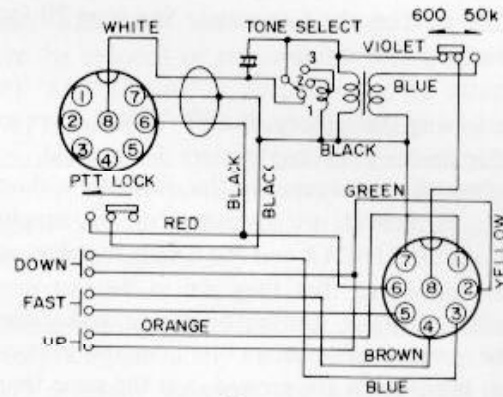 WHITE
TONE SELECT
600 50k
VIOLET
BLUE
3
2
1
1 7
2 8 6
3 4 5
BLACK
BLACK
BLACK
PTT LOCK
RED
GREEN
YELLOW
DOWN
FAST
UP
ORANGE
7 1
6 8 2
5 4 3
BROWN
BLUE